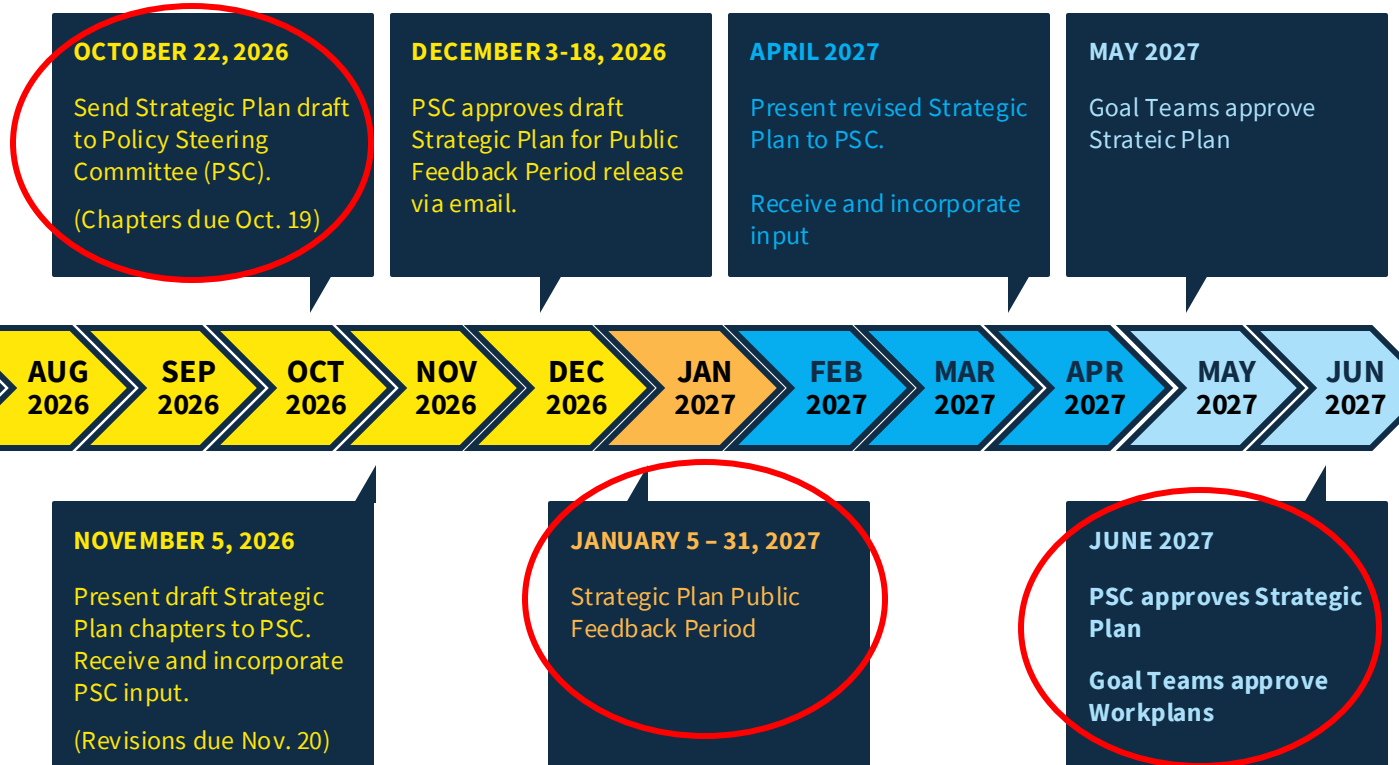 OCTOBER 22, 2026
Send Strategic Plan draft
to Policy Steering
Committee (PSC).
(Chapters due Oct. 19)
DECEMBER 3-18, 2026
PSC approves draft
Strategic Plan for Public
Feedback Period release
via email.
APRIL 2027
Present revised Strategic
Plan to PSC.
Receive and incorporate
input
MAY 2027
Goal Teams approve
Strateic Plan
AUG
2026
SEP
2026
OCT
2026
NOV
2026
DEC
2026
JAN
2027
FEB
2027
MAR
2027
APR
2027
MAY
2027
JUN
2027
NOVEMBER 5, 2026
Present draft Strategic
Plan chapters to PSC.
Receive and incorporate
PSC input.
(Revisions due Nov. 20)
JANUARY 5 – 31, 2027
Strategic Plan Public
Feedback Period
JUNE 2027
PSC approves Strategic
Plan
Goal Teams approve
Workplans